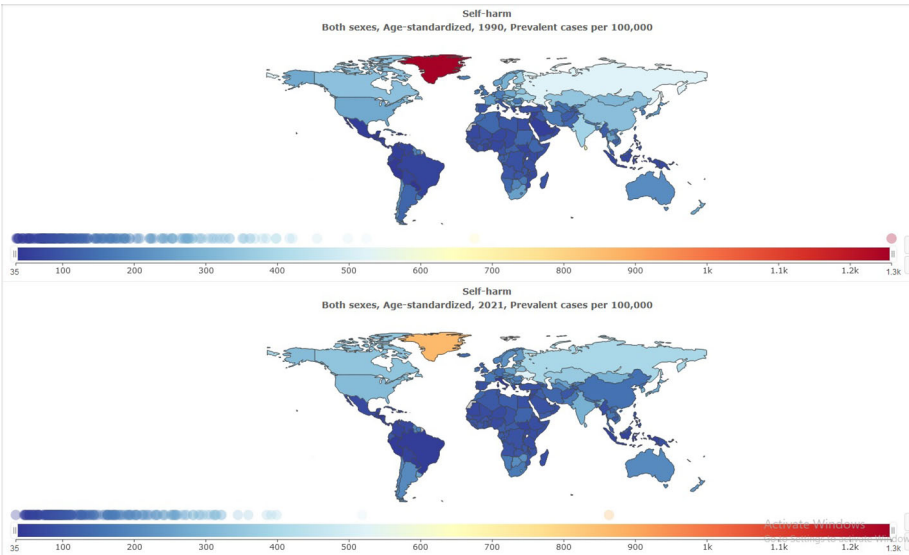 Self-harm
Both sexes, Age-standardized, 1990, Prevalent cases per 100,000
35 100 200 300 400 500 600 700 800 900 1k 1.1k 1.2k 1.3k
Self-harm
Both sexes, Age-standardized, 2021, Prevalent cases per 100,000
Activate Windows
35 100 200 300 400 500 600 700 800 900 1k 1.1k 1.2k 1.3k